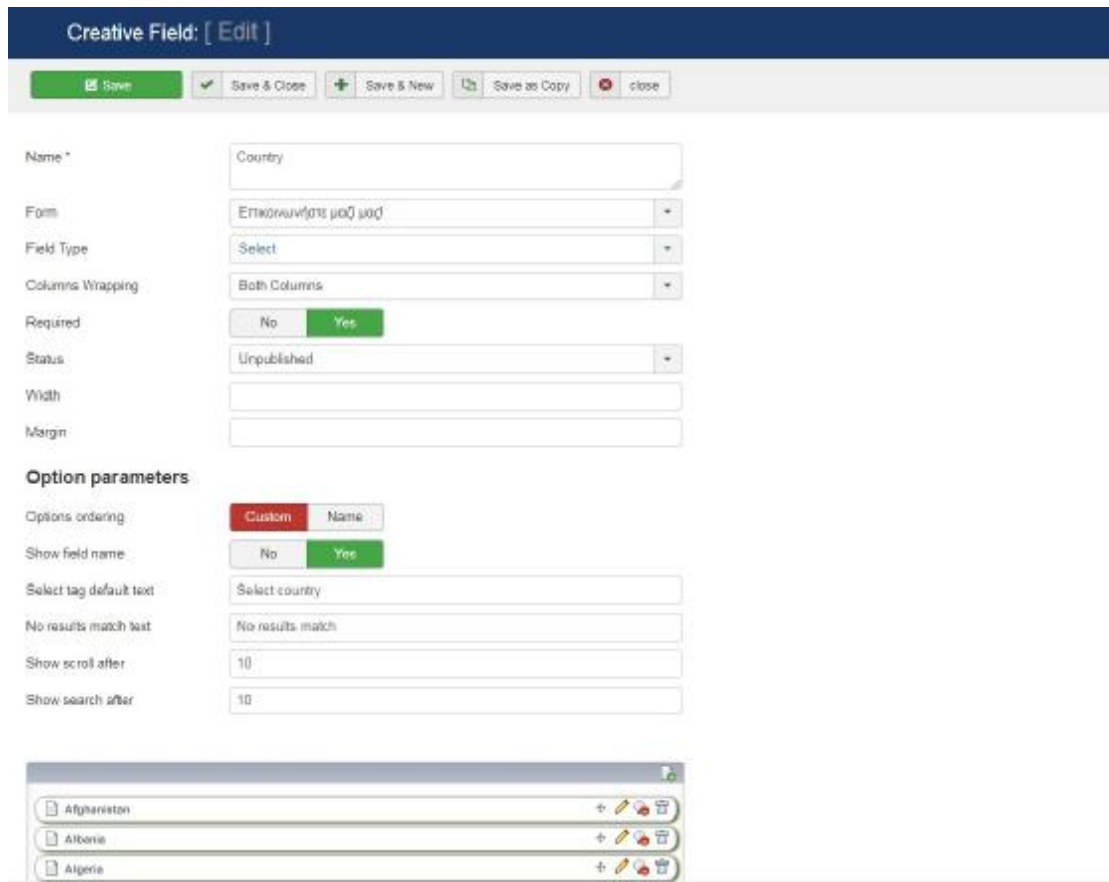 Creative Field: [ Edit ]
Save Save & Close Save & New Save as Copy close
Name * Country
Form Επικοινωνήστε μαζί μας!
Field Type Select
Columns Wrapping Both Columns
Required No Yes
Status Unpublished
Width
Margin
Option parameters
Options ordering Custom Name
Show field name No Yes
Select tag default text Select country
No results match text No results match
Show scroll after 10
Show search after 10
Afghanistan
Albania
Algeria